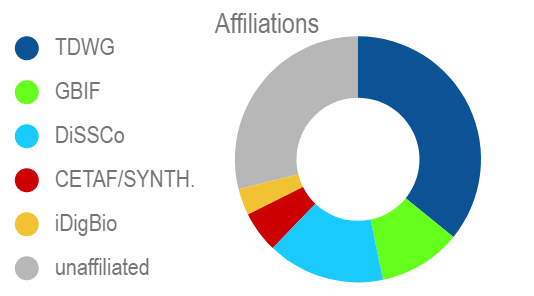 Affiliations
TDWG
GBIF
DiSSCo
CETAF/SYNTH.
iDigBio
unaffiliated